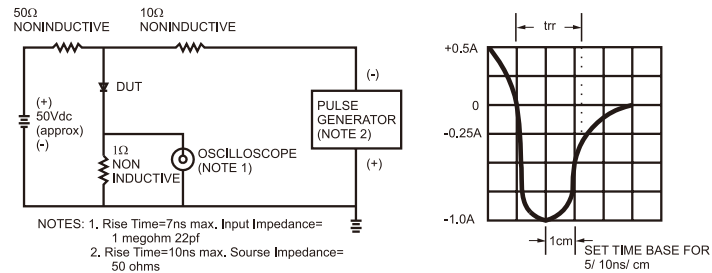 50Ω
NONINDUCTIVE
10Ω
NONINDUCTIVE
DUT
(+)
50Vdc
(approx)
(-)
1Ω
NON
INDUCTIVE
OSCILLOSCOPE
(NOTE 1)
(-)
PULSE
GENERATOR
(NOTE 2)
(+)
NOTES: 1. Rise Time=7ns max. Input Impedance=
1 megohm 22pf
2. Rise Time=10ns max. Sourse Impedance=
50 ohms
trr
+0.5A
0
-0.25A
-1.0A
1cm
SET TIME BASE FOR
5/ 10ns/ cm